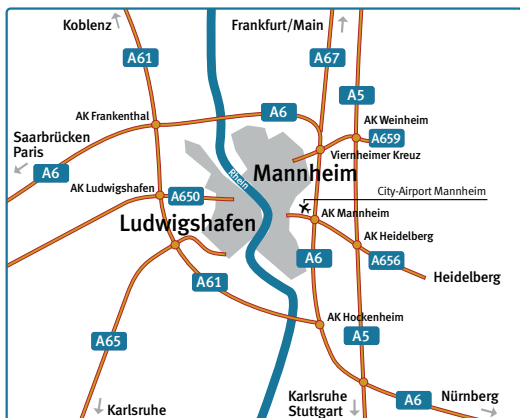 Koblenz
Frankfurt/Main
A61
A67
A5
A6
AK Frankenthal
AK Weinheim
A659
Saarbrücken
Paris
Viernheimer Kreuz
A6
Rhein
Mannheim
AK Ludwigshafen
A650
City-Airport Mannheim
Ludwigshafen
AK Mannheim
AK Heidelberg
A6
A656
Heidelberg
A61
AK Hockenheim
A65
A5
Karlsruhe
Karlsruhe
Stuttgart
A6
Nürnberg